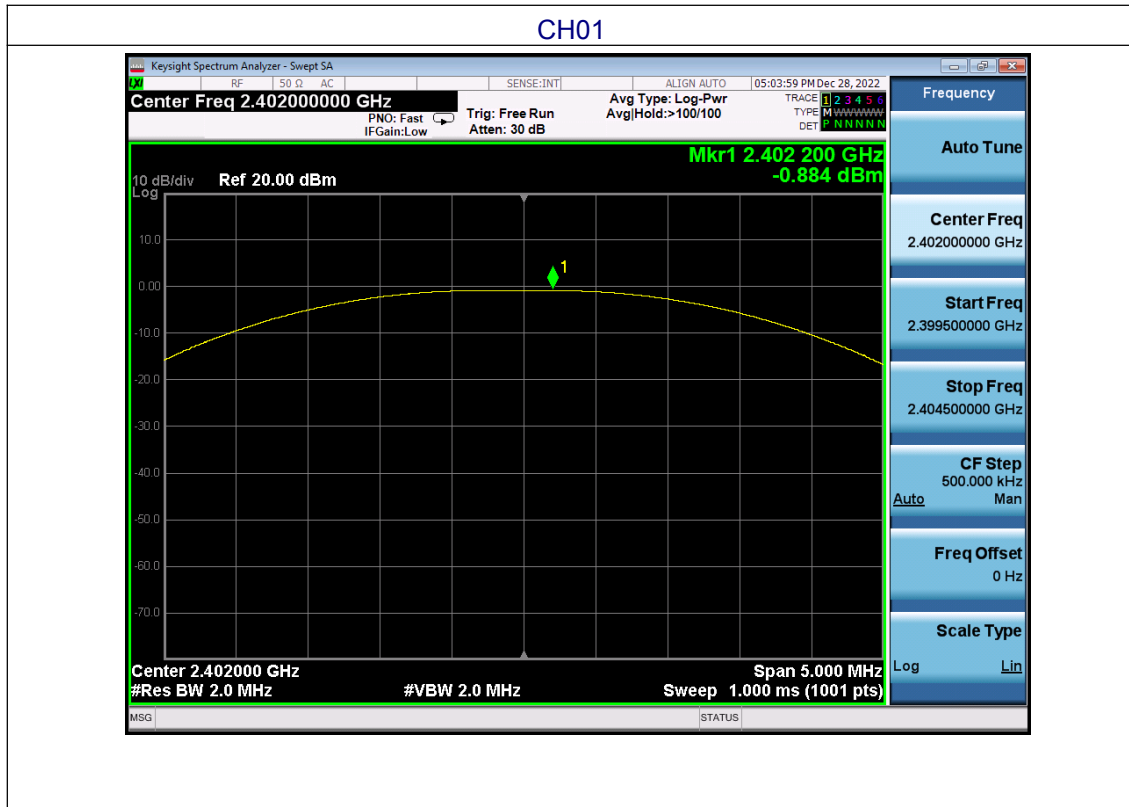 CH01
Keysight Spectrum Analyzer - Swept SA
LXI RF 50 Ω AC SENSE:INT ALIGN AUTO 05:03:59 PM Dec 28, 2022
Center Freq 2.402000000 GHz
PNO: Fast
IFGain:Low
Trig: Free Run
Atten: 30 dB
Avg Type: Log-Pwr
Avg|Hold:>100/100
TRACE 1 2 3 4 5 6
TYPE M W W W W W
DET P N N N N N
Mkr1 2.402 200 GHz
-0.884 dBm
10 dB/div Ref 20.00 dBm
Log
10.0
0.00
-10.0
-20.0
-30.0
-40.0
-50.0
-60.0
-70.0
1
Center 2.402000 GHz Span 5.000 MHz
#Res BW 2.0 MHz #VBW 2.0 MHz Sweep 1.000 ms (1001 pts)
MSG STATUS
Frequency
Auto Tune
Center Freq
2.402000000 GHz
Start Freq
2.399500000 GHz
Stop Freq
2.404500000 GHz
CF Step
500.000 kHz
Auto Man
Freq Offset
0 Hz
Scale Type
Log Lin